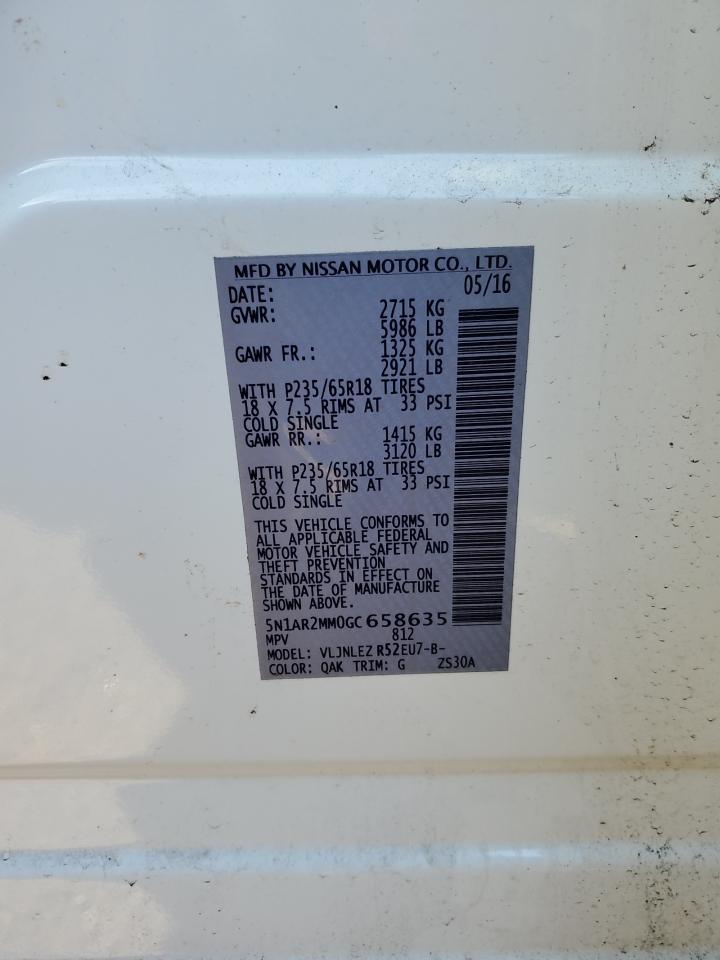 MFD BY NISSAN MOTOR CO., LTD.
DATE: 05/16
GVWR: 2715 KG
5986 LB
GAWR FR.: 1325 KG
2921 LB
WITH P235/65R18 TIRES
18 X 7.5 RIMS AT 33 PSI
COLD SINGLE
GAWR RR.: 1415 KG
3120 LB
WITH P235/65R18 TIRES
18 X 7.5 RIMS AT 33 PSI
COLD SINGLE
THIS VEHICLE CONFORMS TO
ALL APPLICABLE FEDERAL
MOTOR VEHICLE SAFETY AND
THEFT PREVENTION
STANDARDS IN EFFECT ON
THE DATE OF MANUFACTURE
SHOWN ABOVE.
5N1AR2MM0GC658635
MPV 812
MODEL: VLJNLEZ R52EU7-B-
COLOR: QAK TRIM: G ZS30A